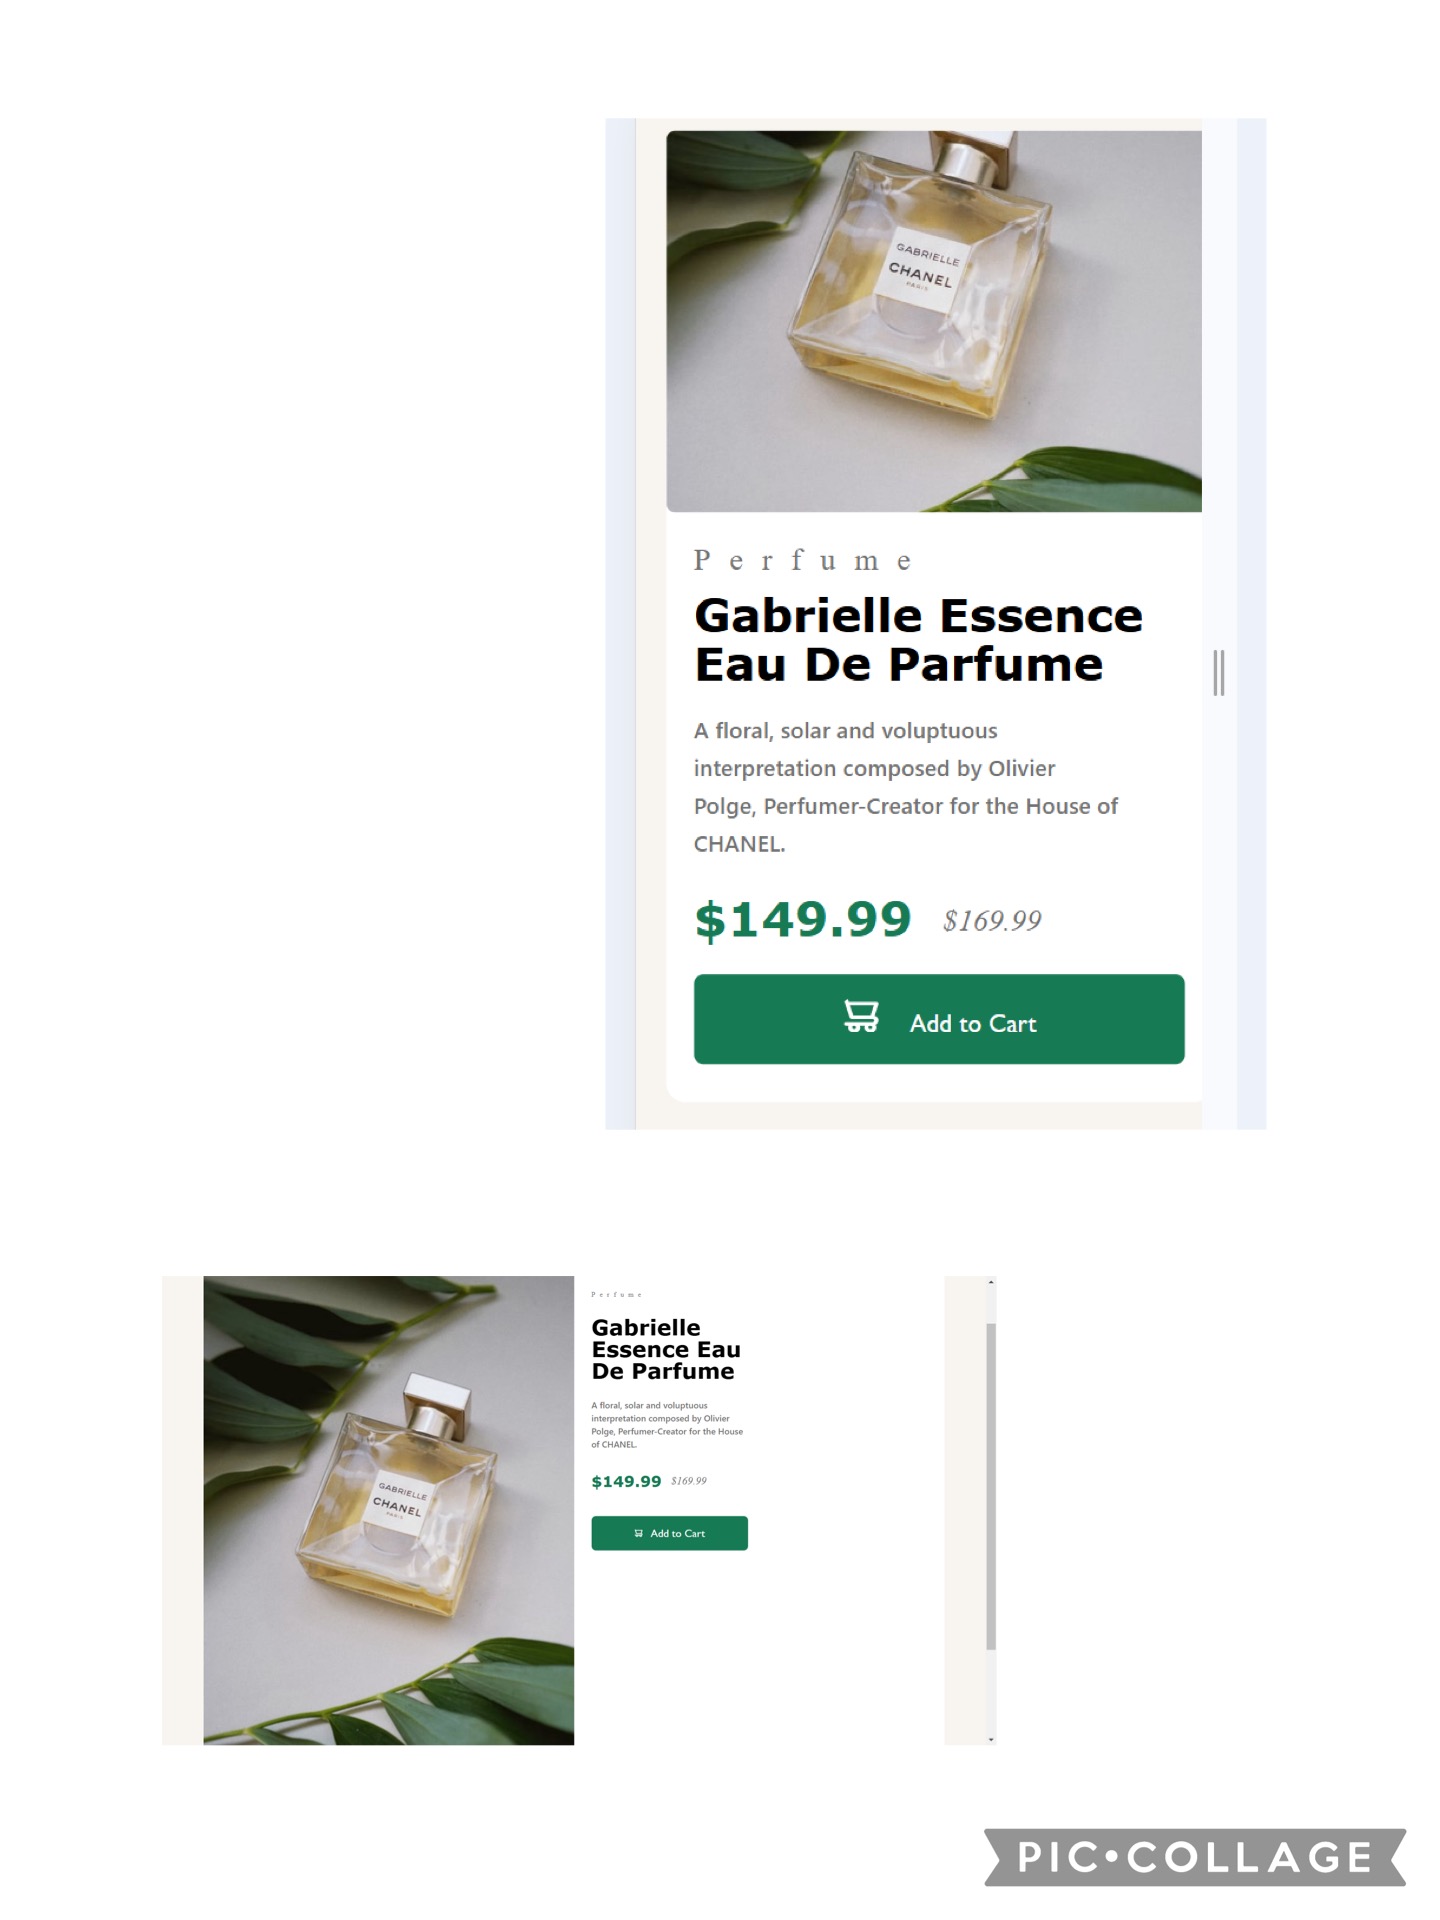 GABRIELLE
CHANEL
PARIS
Perfume
Gabrielle Essence
Eau De Parfume
A floral, solar and voluptuous
interpretation composed by Olivier
Polge, Perfumer-Creator for the House of
CHANEL.
$149.99 $169.99
Add to Cart
GABRIELLE
CHANEL
PARIS
Perfume
Gabrielle
Essence Eau
De Parfume
A floral, solar and voluptuous
interpretation composed by Olivier
Polge, Perfumer-Creator for the House
of CHANEL.
$149.99 $169.99
Add to Cart
PIC•COLLAGE